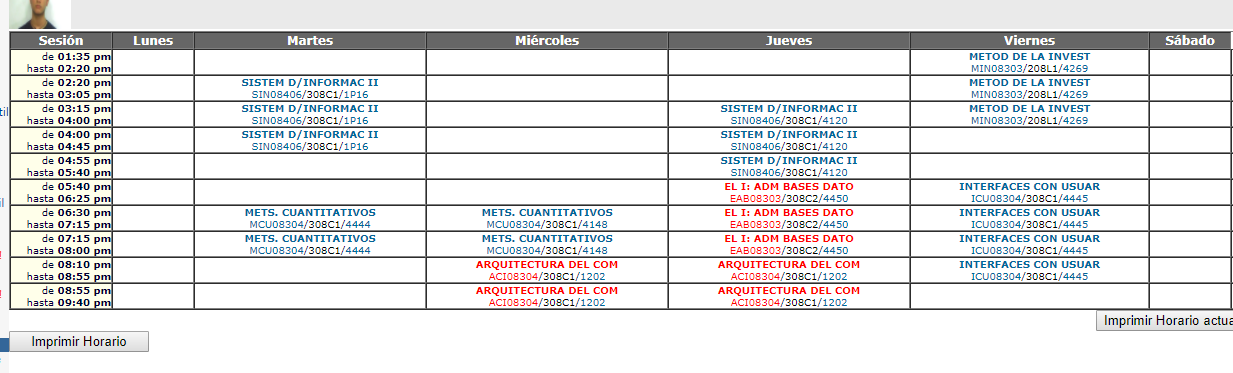 Sesión Lunes Martes Miércoles Jueves Viernes Sábado
de 01:35 pm METOD DE LA INVEST
hasta 02:20 pm MIN08303/208L1/4269
de 02:20 pm SISTEM D/INFORMAC II METOD DE LA INVEST
hasta 03:05 pm SIN08406/308C1/1P16 MIN08303/208L1/4269
de 03:15 pm SISTEM D/INFORMAC II SISTEM D/INFORMAC II METOD DE LA INVEST
hasta 04:00 pm SIN08406/308C1/1P16 SIN08406/308C1/4120 MIN08303/208L1/4269
de 04:00 pm SISTEM D/INFORMAC II SISTEM D/INFORMAC II
hasta 04:45 pm SIN08406/308C1/1P16 SIN08406/308C1/4120
de 04:55 pm SISTEM D/INFORMAC II
hasta 05:40 pm SIN08406/308C1/4120
de 05:40 pm EL I: ADM BASES DATO INTERFACES CON USUAR
hasta 06:25 pm EAB08303/308C2/4450 ICU08304/308C1/4445
de 06:30 pm METS. CUANTITATIVOS METS. CUANTITATIVOS EL I: ADM BASES DATO INTERFACES CON USUAR
hasta 07:15 pm MCU08304/308C1/4444 MCU08304/308C1/4148 EAB08303/308C2/4450 ICU08304/308C1/4445
de 07:15 pm METS. CUANTITATIVOS METS. CUANTITATIVOS EL I: ADM BASES DATO INTERFACES CON USUAR
hasta 08:00 pm MCU08304/308C1/4444 MCU08304/308C1/4148 EAB08303/308C2/4450 ICU08304/308C1/4445
de 08:10 pm ARQUITECTURA DEL COM ARQUITECTURA DEL COM INTERFACES CON USUAR
hasta 08:55 pm ACI08304/308C1/1202 ACI08304/308C1/1202 ICU08304/308C1/4445
de 08:55 pm ARQUITECTURA DEL COM ARQUITECTURA DEL COM
hasta 09:40 pm ACI08304/308C1/1202 ACI08304/308C1/1202
Imprimir Horario actua
Imprimir Horario